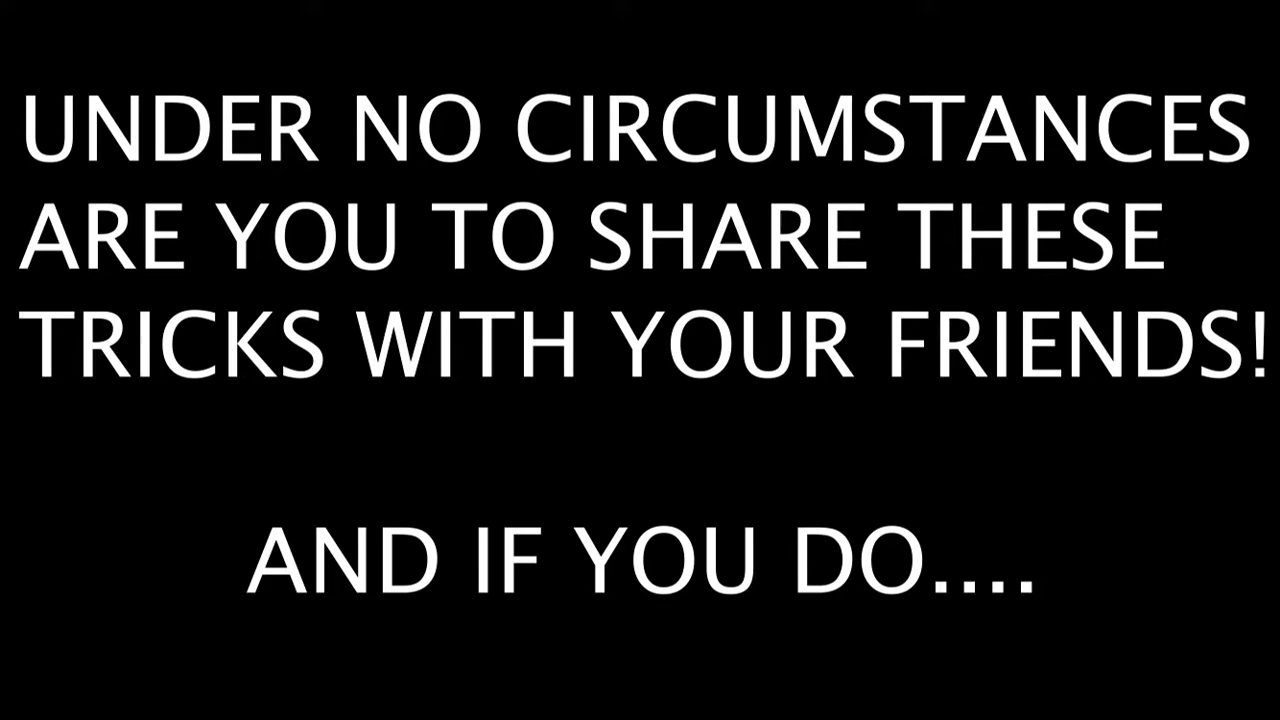 UNDER NO CIRCUMSTANCES
ARE YOU TO SHARE THESE
TRICKS WITH YOUR FRIENDS!
AND IF YOU DO....